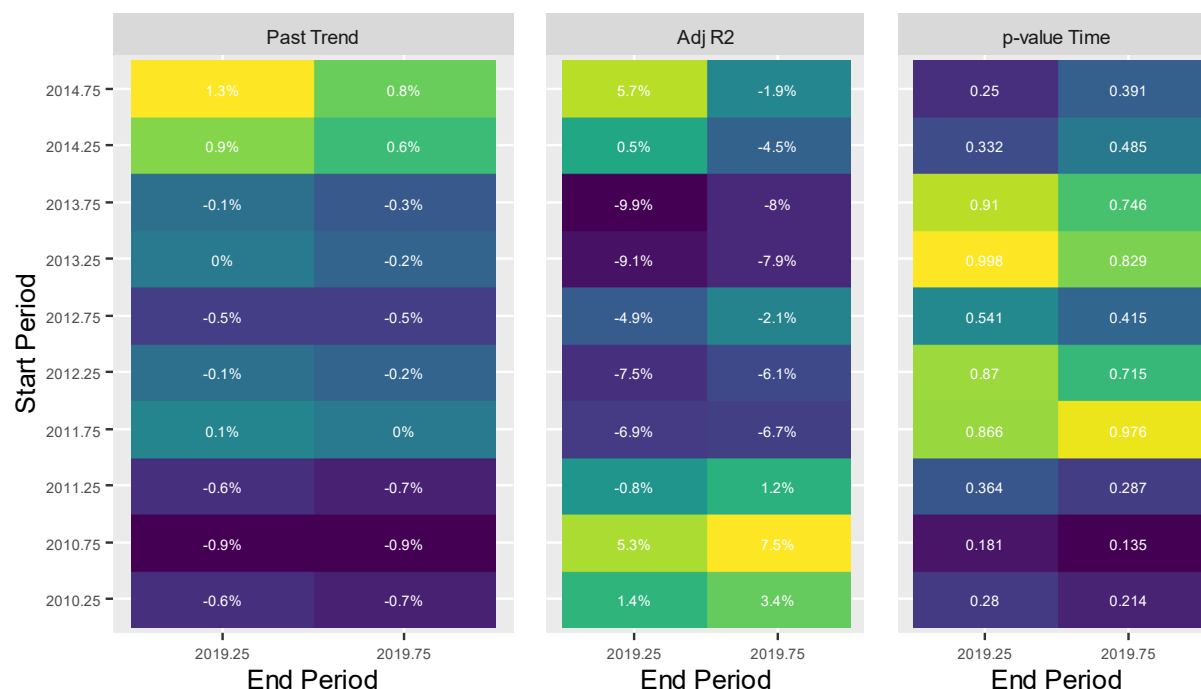 Past Trend Adj R2 p-value Time
2014.75 1.3% 0.8% 5.7% -1.9% 0.25 0.391
2014.25 0.9% 0.6% 0.5% -4.5% 0.332 0.485
2013.75 -0.1% -0.3% -9.9% -8% 0.91 0.746
2013.25 0% -0.2% -9.1% -7.9% 0.998 0.829
2012.75 -0.5% -0.5% -4.9% -2.1% 0.541 0.415
2012.25 -0.1% -0.2% -7.5% -6.1% 0.87 0.715
2011.75 0.1% 0% -6.9% -6.7% 0.866 0.976
2011.25 -0.6% -0.7% -0.8% 1.2% 0.364 0.287
2010.75 -0.9% -0.9% 5.3% 7.5% 0.181 0.135
2010.25 -0.6% -0.7% 1.4% 3.4% 0.28 0.214
Start Period
2019.25 2019.75 2019.25 2019.75 2019.25 2019.75
End Period End Period End Period